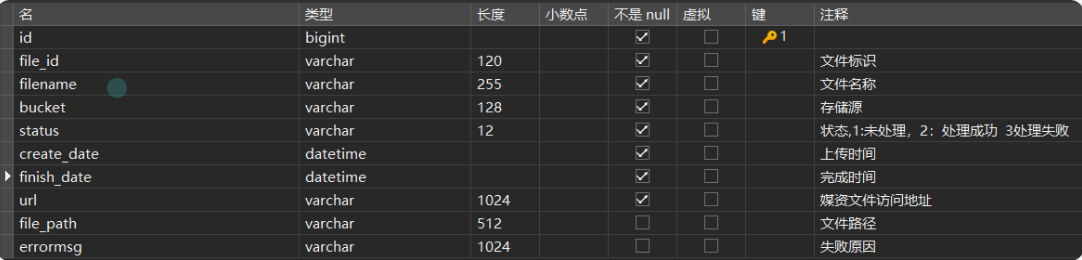 名 类型 长度 小数点 不是 null 虚拟 键 注释
id bigint 1
file_id varchar 120 文件标识
filename varchar 255 文件名称
bucket varchar 128 存储源
status varchar 12 状态,1:未处理，2：处理成功 3处理失败
create_date datetime 上传时间
finish_date datetime 完成时间
url varchar 1024 媒资文件访问地址
file_path varchar 512 文件路径
errormsg varchar 1024 失败原因